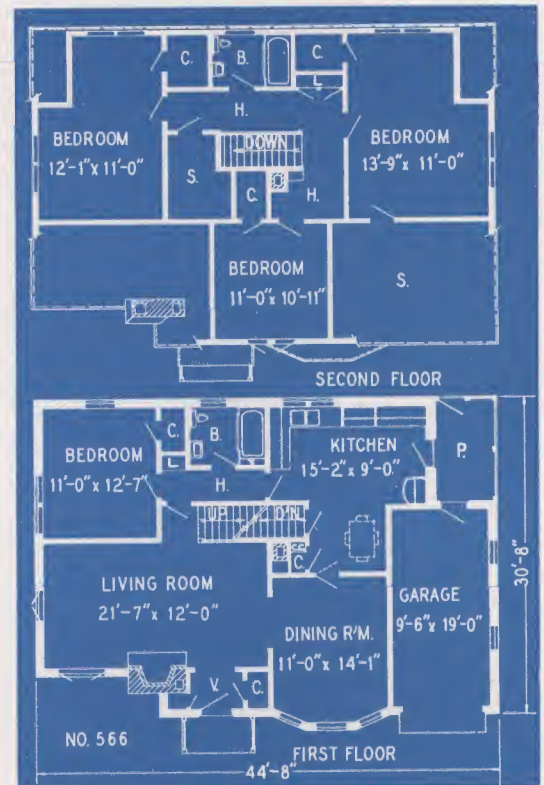 C.
B.
C.
L.
H.
BEDROOM
12'-1" x 11'-0"
DOWN
BEDROOM
13'-9" x 11'-0"
S.
C.
H.
BEDROOM
11'-0" x 10'-11"
S.
SECOND FLOOR
C.
B.
L.
BEDROOM
11'-0" x 12'-7"
H.
KITCHEN
15'-2" x 9'-0"
P.
UP
D'N.
C.
LIVING ROOM
21'-7" x 12'-0"
GARAGE
9'-6" x 19'-0"
30'-8"
DINING R'M.
11'-0" x 14'-1"
V.
C.
NO. 566
FIRST FLOOR
44'-8"